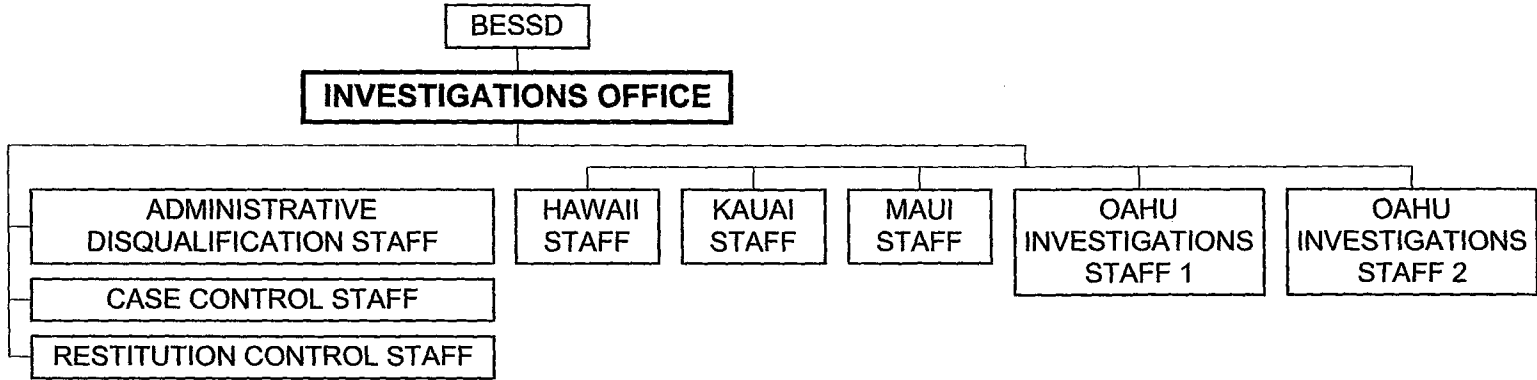 BESSD
INVESTIGATIONS OFFICE
ADMINISTRATIVE
DISQUALIFICATION STAFF
CASE CONTROL STAFF
RESTITUTION CONTROL STAFF
HAWAII
STAFF
KAUAI
STAFF
MAUI
STAFF
OAHU
INVESTIGATIONS
STAFF 1
OAHU
INVESTIGATIONS
STAFF 2